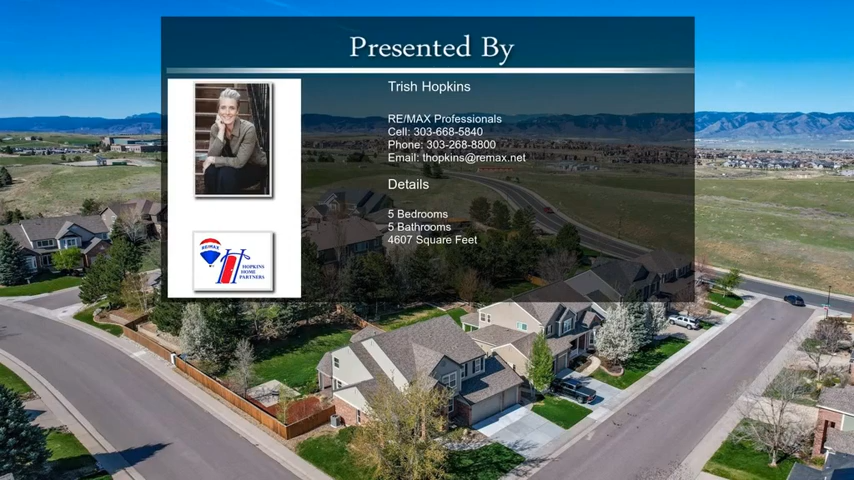 Presented By
Trish Hopkins
RE/MAX Professionals
Cell: 303-668-5840
Phone: 303-268-8800
Email: thopkins@remax.net
Details
5 Bedrooms
5 Bathrooms
4607 Square Feet
RE/MAX
HOPKINS
HOME
PARTNERS